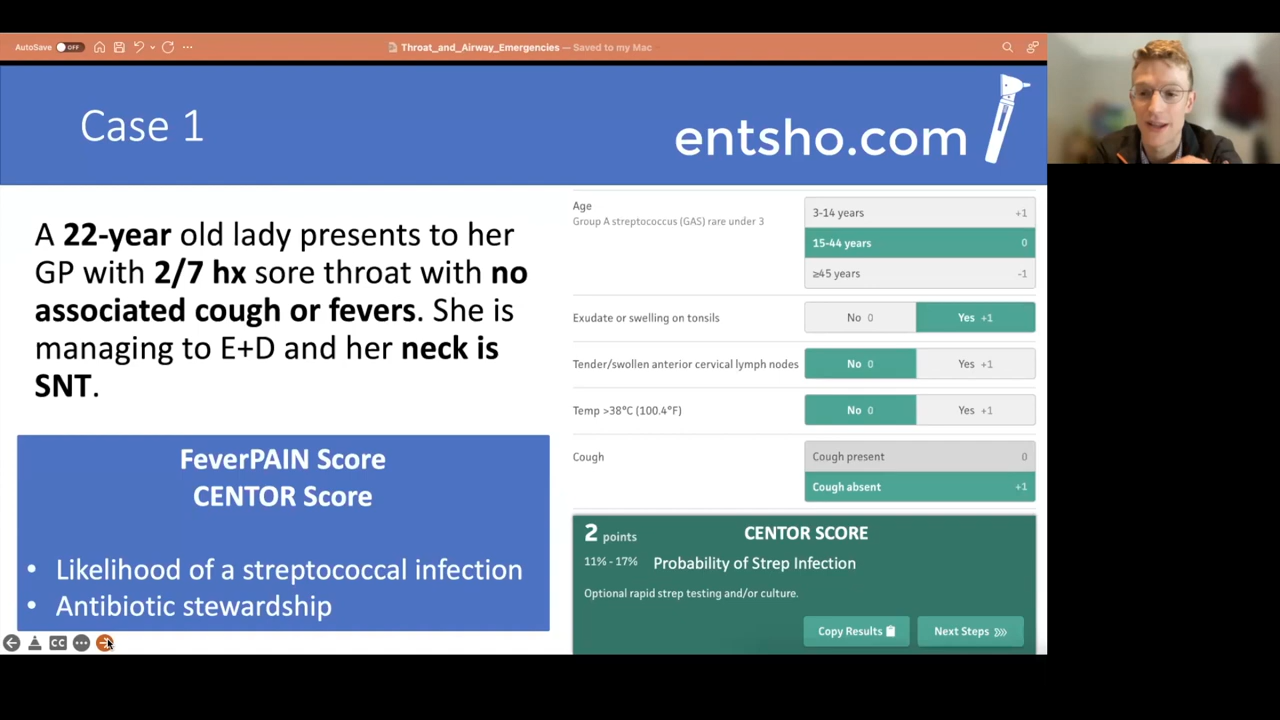 AutoSave OFF
Throat_and_Airway_Emergencies — Saved to my Mac
Case 1
entsho.com
A 22-year old lady presents to her
GP with 2/7 hx sore throat with no
associated cough or fevers. She is
managing to E+D and her neck is
SNT.
FeverPAIN Score
CENTOR Score
• Likelihood of a streptococcal infection
• Antibiotic stewardship
CC
Age
Group A streptococcus (GAS) rare under 3
3-14 years +1
15-44 years 0
≥45 years -1
Exudate or swelling on tonsils
No 0 Yes +1
Tender/swollen anterior cervical lymph nodes
No 0 Yes +1
Temp >38°C (100.4°F)
No 0 Yes +1
Cough
Cough present 0
Cough absent +1
2 points CENTOR SCORE
11% - 17% Probability of Strep Infection
Optional rapid strep testing and/or culture.
Copy Results Next Steps